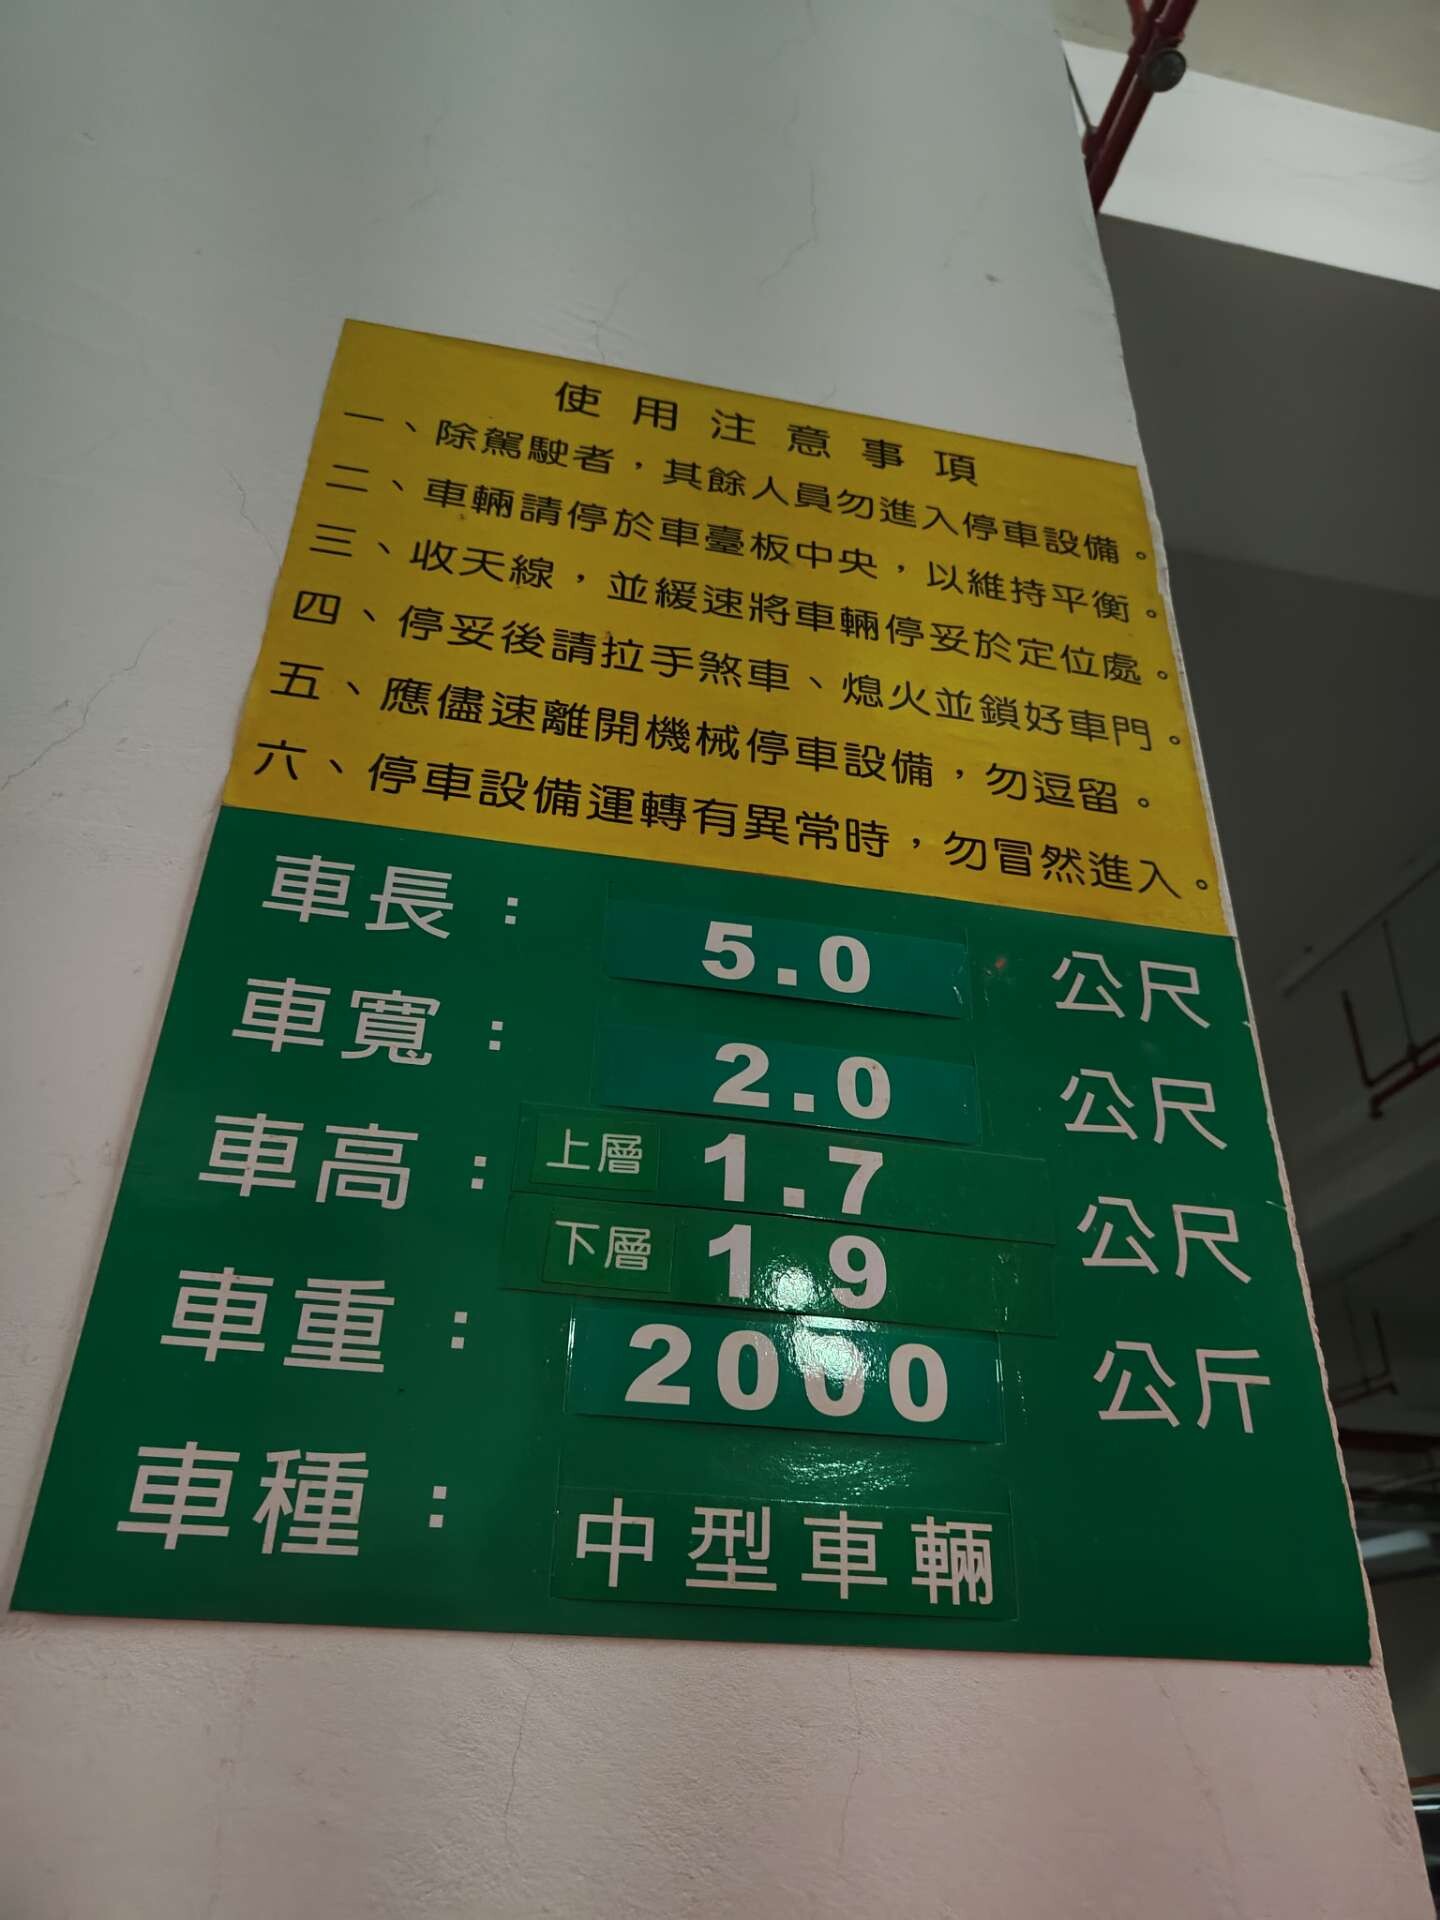 使用注意事項
一、除駕駛者，其餘人員勿進入停車設備。
二、車輛請停於車臺板中央，以維持平衡。
三、收天線，並緩速將車輛停妥於定位處。
四、停妥後請拉手煞車、熄火並鎖好車門。
五、應儘速離開機械停車設備，勿逗留。
六、停車設備運轉有異常時，勿冒然進入。
車長：5.0 公尺
車寬：2.0 公尺
車高：上層 1.7 公尺
下層 1.9
車重：2000 公斤
車種：中型車輛